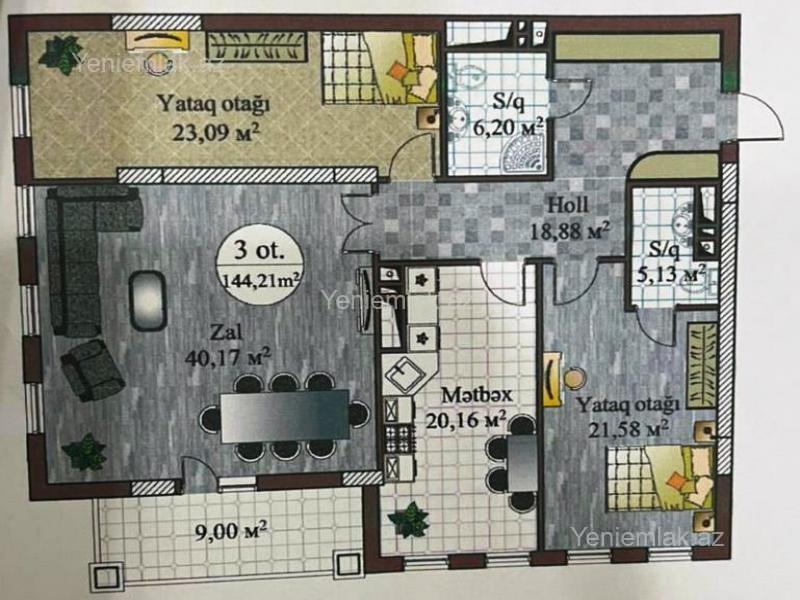 Yeniemlak.az
Yataq otağı
23,09 м²
S/q
6,20 м²
Holl
18,88 м²
3 ot.
144,21м²
S/q
5,13 м²
Yeniemlak.az
Zal
40,17 м²
Mətbəx
20,16 м²
Yataq otağı
21,58 м²
9,00 м²
Yeniemlak.az